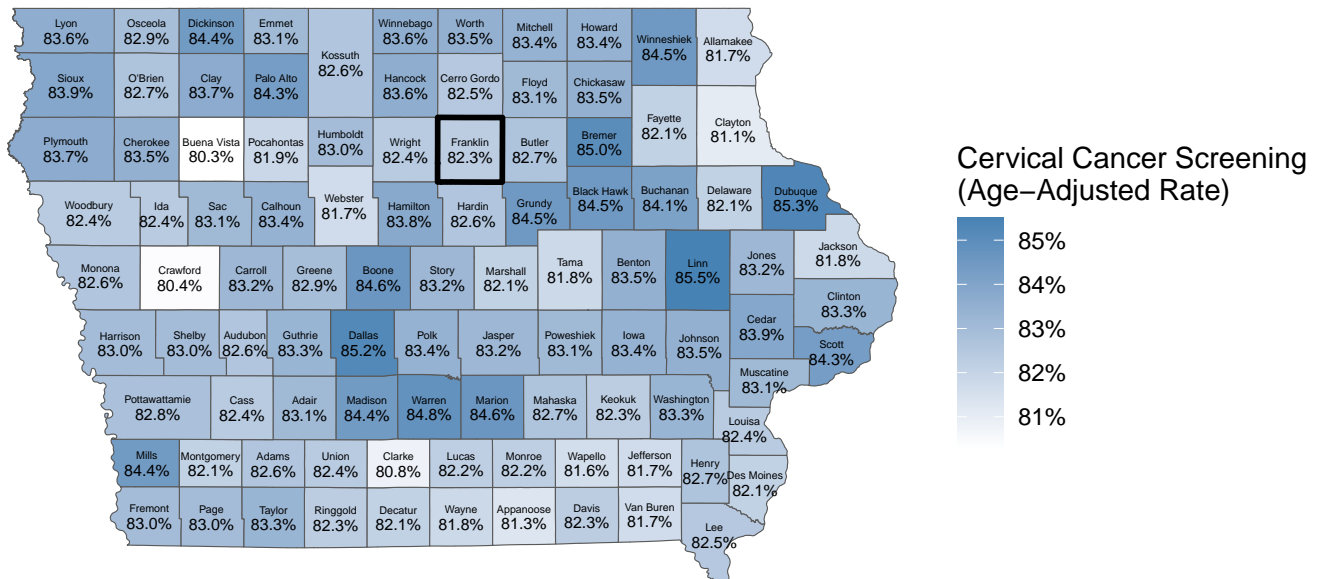 Lyon
83.6%
Osceola
82.9%
Dickinson
84.4%
Emmet
83.1%
Kossuth
82.6%
Winnebago
83.6%
Worth
83.5%
Mitchell
83.4%
Howard
83.4%
Winneshiek
84.5%
Allamakee
81.7%
Sioux
83.9%
O'Brien
82.7%
Clay
83.7%
Palo Alto
84.3%
Hancock
83.6%
Cerro Gordo
82.5%
Floyd
83.1%
Chickasaw
83.5%
Fayette
82.1%
Clayton
81.1%
Plymouth
83.7%
Cherokee
83.5%
Buena Vista
80.3%
Pocahontas
81.9%
Humboldt
83.0%
Wright
82.4%
Franklin
82.3%
Butler
82.7%
Bremer
85.0%
Woodbury
82.4%
Ida
82.4%
Sac
83.1%
Calhoun
83.4%
Webster
81.7%
Hamilton
83.8%
Hardin
82.6%
Grundy
84.5%
Black Hawk
84.5%
Buchanan
84.1%
Delaware
82.1%
Dubuque
85.3%
Monona
82.6%
Crawford
80.4%
Carroll
83.2%
Greene
82.9%
Boone
84.6%
Story
83.2%
Marshall
82.1%
Tama
81.8%
Benton
83.5%
Linn
85.5%
Jones
83.2%
Jackson
81.8%
Clinton
83.3%
Harrison
83.0%
Shelby
83.0%
Audubon
82.6%
Guthrie
83.3%
Dallas
85.2%
Polk
83.4%
Jasper
83.2%
Poweshiek
83.1%
Iowa
83.4%
Johnson
83.5%
Cedar
83.9%
Scott
84.3%
Muscatine
83.1%
Pottawattamie
82.8%
Cass
82.4%
Adair
83.1%
Madison
84.4%
Warren
84.8%
Marion
84.6%
Mahaska
82.7%
Keokuk
82.3%
Washington
83.3%
Louisa
82.4%
Mills
84.4%
Montgomery
82.1%
Adams
82.6%
Union
82.4%
Clarke
80.8%
Lucas
82.2%
Monroe
82.2%
Wapello
81.6%
Jefferson
81.7%
Henry
82.7%
Des Moines
82.1%
Fremont
83.0%
Page
83.0%
Taylor
83.3%
Ringgold
82.3%
Decatur
82.1%
Wayne
81.8%
Appanoose
81.3%
Davis
82.3%
Van Buren
81.7%
Lee
82.5%
Cervical Cancer Screening
(Age−Adjusted Rate)
85%
84%
83%
82%
81%